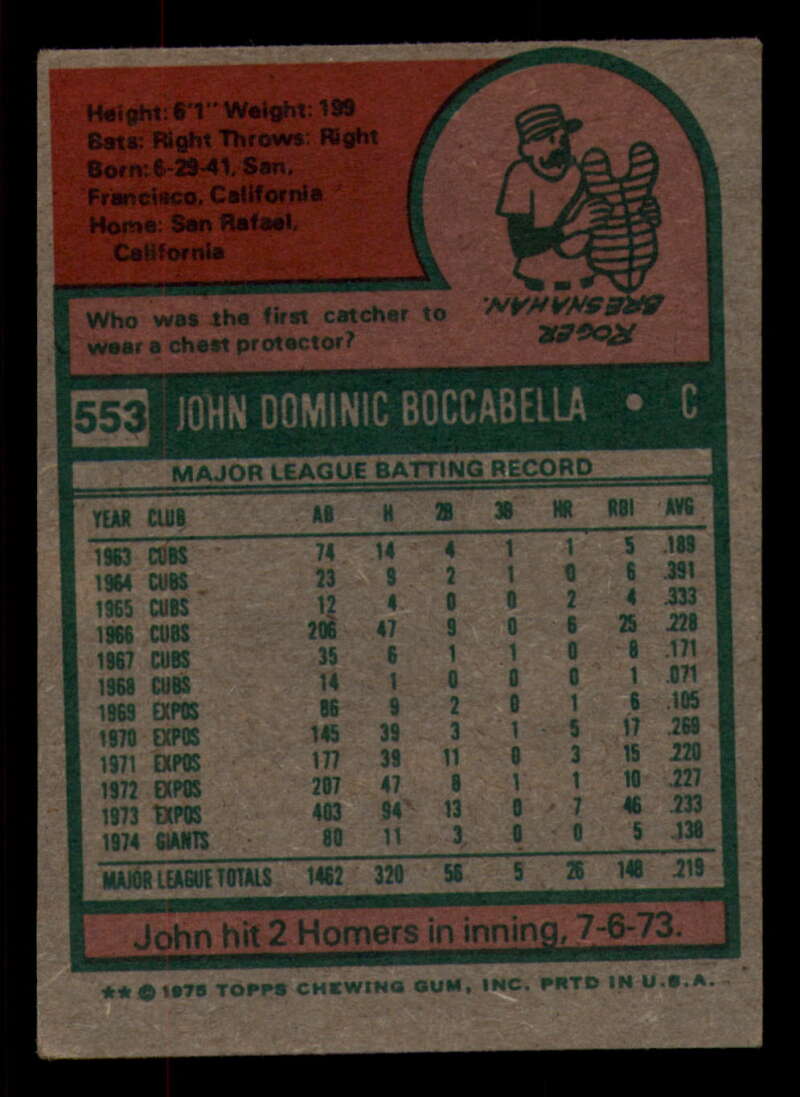 Height: 6'1" Weight: 199
Bats: Right Throws: Right
Born: 6-29-41, San,
Francisco, California
Home: San Rafael,
California
Who was the first catcher to
wear a chest protector?
ROGER
BRESNAHAN.
553 JOHN DOMINIC BOCCABELLA • C
MAJOR LEAGUE BATTING RECORD
YEAR CLUB AB H 2B 3B HR RBI AVG
1963 CUBS 74 14 4 1 1 5 .189
1964 CUBS 23 9 2 1 0 6 .391
1965 CUBS 12 4 0 0 2 4 .333
1966 CUBS 206 47 9 0 6 25 .228
1967 CUBS 35 6 1 1 0 8 .171
1968 CUBS 14 1 0 0 0 1 .071
1969 EXPOS 86 9 2 0 1 6 .105
1970 EXPOS 145 39 3 1 5 17 .269
1971 EXPOS 177 39 11 0 3 15 .220
1972 EXPOS 207 47 8 1 1 10 .227
1973 EXPOS 403 94 13 0 7 46 .233
1974 GIANTS 80 11 3 0 0 5 .138
MAJOR LEAGUE TOTALS 1462 320 56 5 26 148 .219
John hit 2 Homers in inning, 7-6-73.
★★ © 1975 TOPPS CHEWING GUM, INC. PRTD IN U.S.A.